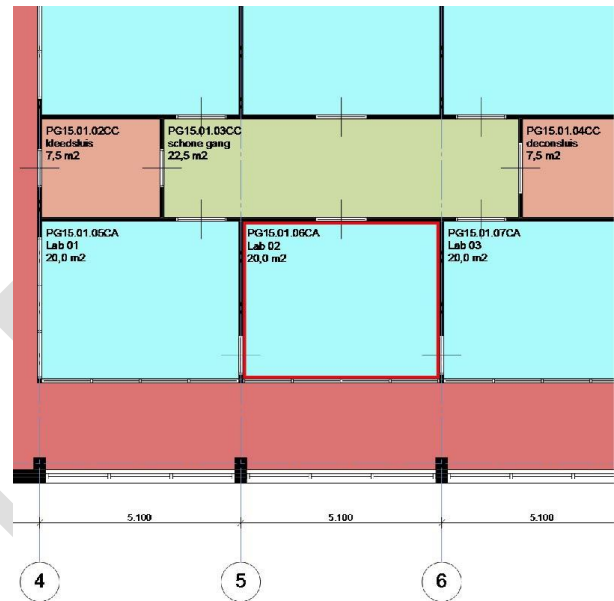 PG15.01.02CC
kleedsluis
7,5 m2
PG15.01.03CC
schone gang
22,5 m2
PG15.01.04CC
deconsluis
7,5 m2
PG15.01.05CA
Lab 01
20,0 m2
PG15.01.06CA
Lab 02
20,0 m2
PG15.01.07CA
Lab 03
20,0 m2
5.100
5.100
5.100
4
5
6